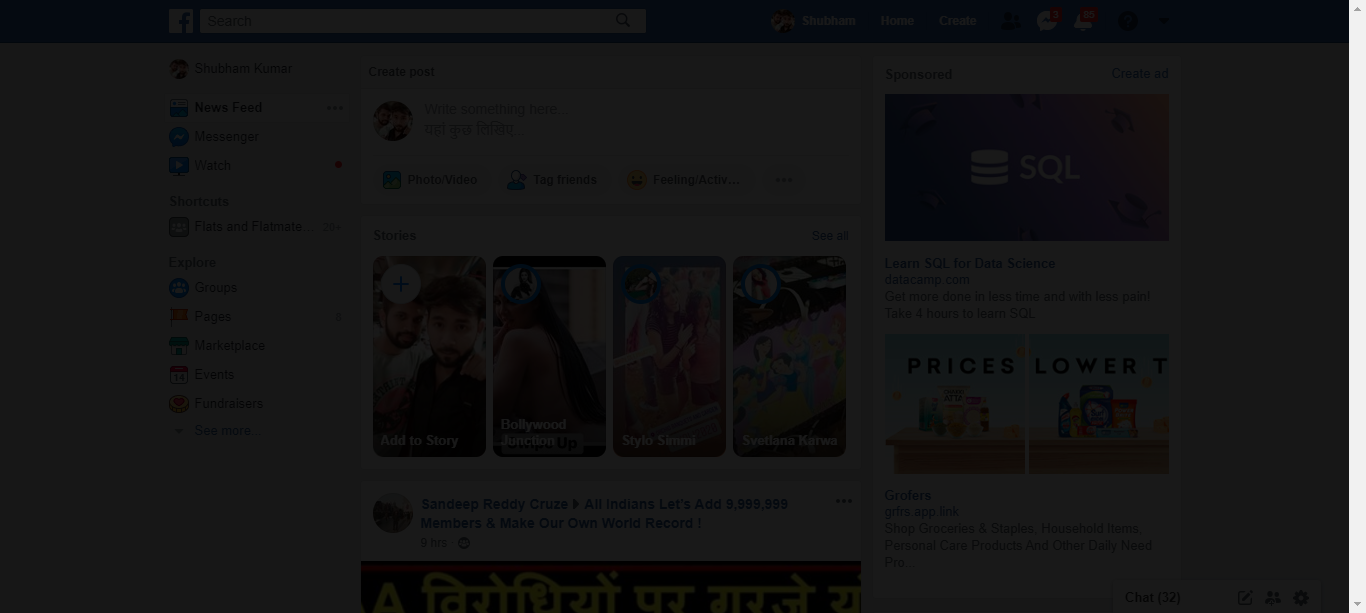 Search
Shubham
Home
Create
3
Shubham Kumar
News Feed
Messenger
Watch
Shortcuts
Flats and Flatmate... 20+
Explore
Groups
Pages
Marketplace
14
Events
Fundraisers
See more...
Create post
Write something here...
यहां कुछ लिखिए...
Photo/Video
Tag friends
Feeling/Activ...
Stories
See all
Add to Story
Bollywood
Junction
Up
Stylo Simmi
Svetlana Karwa
Sandeep Reddy Cruze All Indians Let's Add 9,999,999
Members & Make Our Own World Record !
9 hrs
A विरोधियों पर गरजे
Sponsored
Create ad
SQL
Learn SQL for Data Science
datacamp.com
Get more done in less time and with less pain!
Take 4 hours to learn SQL
PRICES
LOWER T
Grofers
grfrs.app.link
Shop Groceries & Staples, Household Items,
Personal Care Products And Other Daily Need
Pro...
Chat (32)